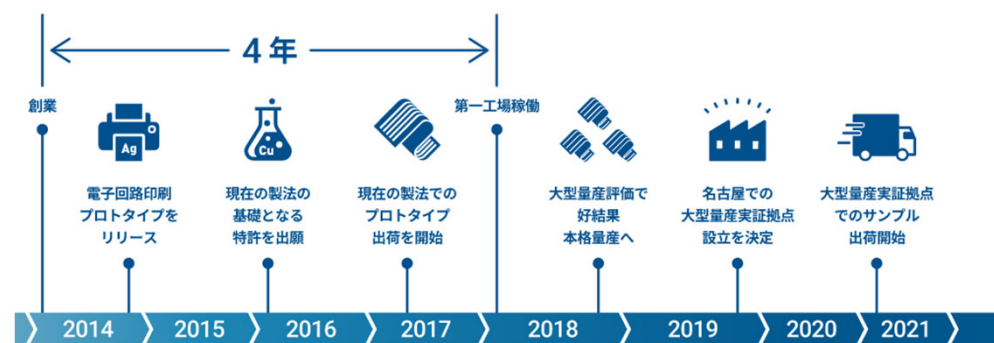 4年
創業
第一工場稼働
Ag
Cu
電子回路印刷
プロトタイプを
リリース
現在の製法の
基礎となる
特許を出願
現在の製法での
プロトタイプ
出荷を開始
大型量産評価で
好結果
本格量産へ
名古屋での
大型量産実証拠点
設立を決定
大型量産実証拠点
でのサンプル
出荷開始
2014
2015
2016
2017
2018
2019
2020
2021